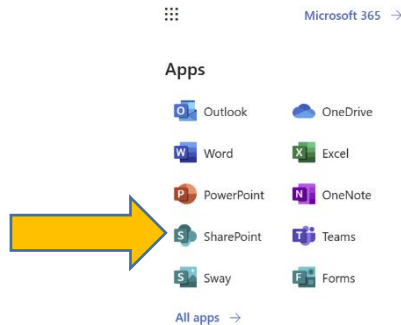 Microsoft 365 →
Apps
O Outlook
OneDrive
W Word
X Excel
P PowerPoint
N OneNote
S SharePoint
T Teams
S Sway
F Forms
All apps →